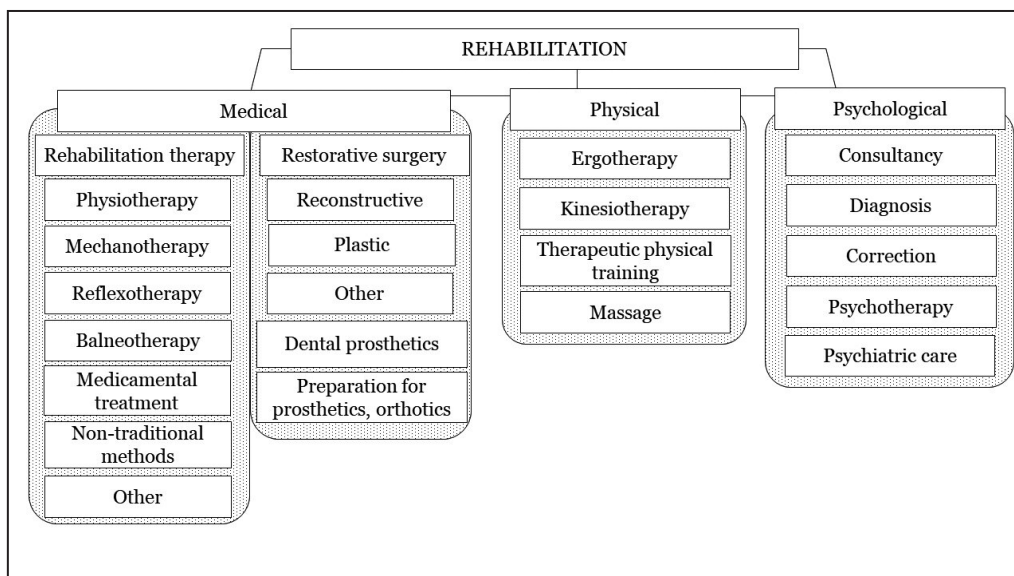 REHABILITATION
Medical
Rehabilitation therapy
Physiotherapy
Mechanotherapy
Reflexotherapy
Balneotherapy
Medicamental
treatment
Non-traditional
methods
Other
Restorative surgery
Reconstructive
Plastic
Other
Dental prosthetics
Preparation for
prosthetics, orthotics
Physical
Ergotherapy
Kinesiotherapy
Therapeutic physical
training
Massage
Psychological
Consultancy
Diagnosis
Correction
Psychotherapy
Psychiatric care